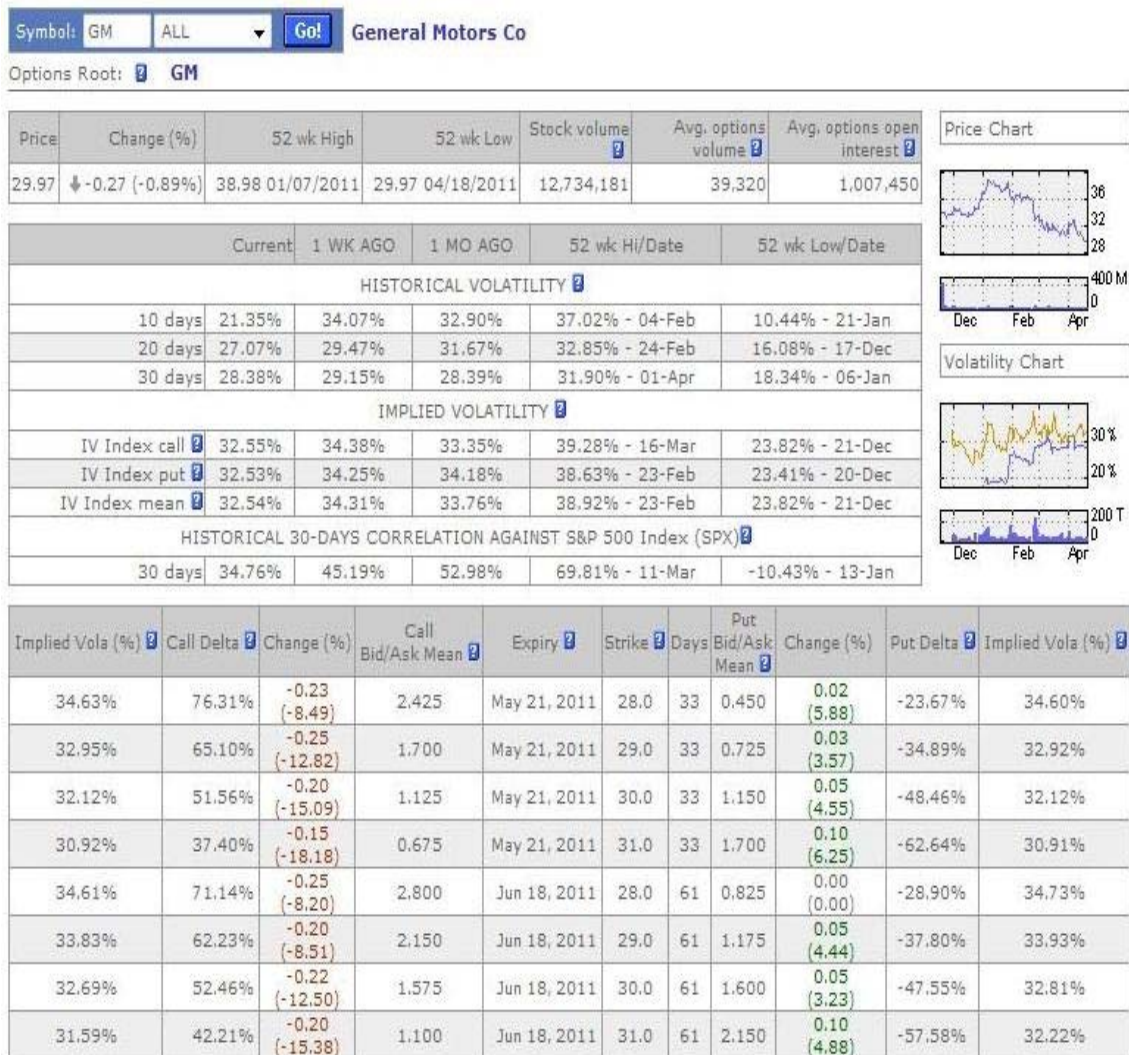 Symbol: GM ALL Go! General Motors Co
Options Root: GM
Price Change (%) 52 wk High 52 wk Low Stock volume Avg. options volume Avg. options open interest
29.97 -0.27 (-0.89%) 38.98 01/07/2011 29.97 04/18/2011 12,734,181 39,320 1,007,450
Current 1 WK AGO 1 MO AGO 52 wk Hi/Date 52 wk Low/Date
HISTORICAL VOLATILITY
10 days 21.35% 34.07% 32.90% 37.02% - 04-Feb 10.44% - 21-Jan
20 days 27.07% 29.47% 31.67% 32.85% - 24-Feb 16.08% - 17-Dec
30 days 28.38% 29.15% 28.39% 31.90% - 01-Apr 18.34% - 06-Jan
IMPLIED VOLATILITY
IV Index call 32.55% 34.38% 33.35% 39.28% - 16-Mar 23.82% - 21-Dec
IV Index put 32.53% 34.25% 34.18% 38.63% - 23-Feb 23.41% - 20-Dec
IV Index mean 32.54% 34.31% 33.76% 38.92% - 23-Feb 23.82% - 21-Dec
HISTORICAL 30-DAYS CORRELATION AGAINST S&P 500 Index (SPX)
30 days 34.76% 45.19% 52.98% 69.81% - 11-Mar -10.43% - 13-Jan
Price Chart
36
32
28
400 M
0
Dec Feb Apr
Volatility Chart
30%
20%
200 T
0
Dec Feb Apr
Implied Vola (%) Call Delta Change (%) Call Bid/Ask Mean Expiry Strike Days Put Bid/Ask Mean Change (%) Put Delta Implied Vola (%)
34.63% 76.31% -0.23 (-8.49) 2.425 May 21, 2011 28.0 33 0.450 0.02 (5.88) -23.67% 34.60%
32.95% 65.10% -0.25 (-12.82) 1.700 May 21, 2011 29.0 33 0.725 0.03 (3.57) -34.89% 32.92%
32.12% 51.56% -0.20 (-15.09) 1.125 May 21, 2011 30.0 33 1.150 0.05 (4.55) -48.46% 32.12%
30.92% 37.40% -0.15 (-18.18) 0.675 May 21, 2011 31.0 33 1.700 0.10 (6.25) -62.64% 30.91%
34.61% 71.14% -0.25 (-8.20) 2.800 Jun 18, 2011 28.0 61 0.825 0.00 (0.00) -28.90% 34.73%
33.83% 62.23% -0.20 (-8.51) 2.150 Jun 18, 2011 29.0 61 1.175 0.05 (4.44) -37.80% 33.93%
32.69% 52.46% -0.22 (-12.50) 1.575 Jun 18, 2011 30.0 61 1.600 0.05 (3.23) -47.55% 32.81%
31.59% 42.21% -0.20 (-15.38) 1.100 Jun 18, 2011 31.0 61 2.150 0.10 (4.88) -57.58% 32.22%